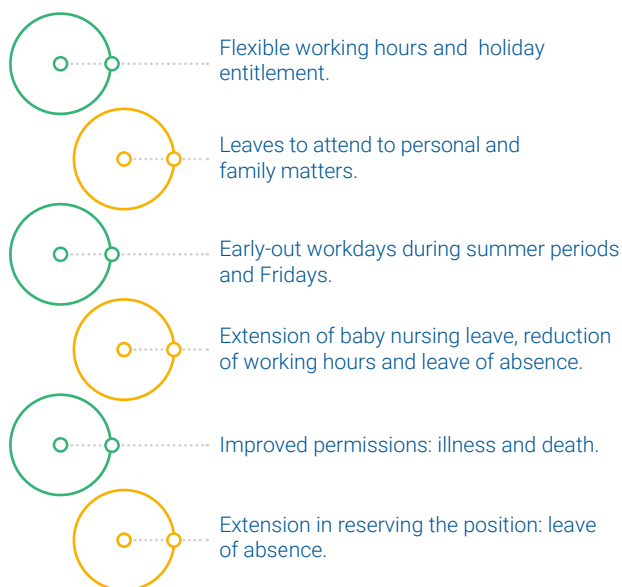 Flexible working hours and holiday
entitlement.
Leaves to attend to personal and
family matters.
Early-out workdays during summer periods
and Fridays.
Extension of baby nursing leave, reduction
of working hours and leave of absence.
Improved permissions: illness and death.
Extension in reserving the position: leave
of absence.